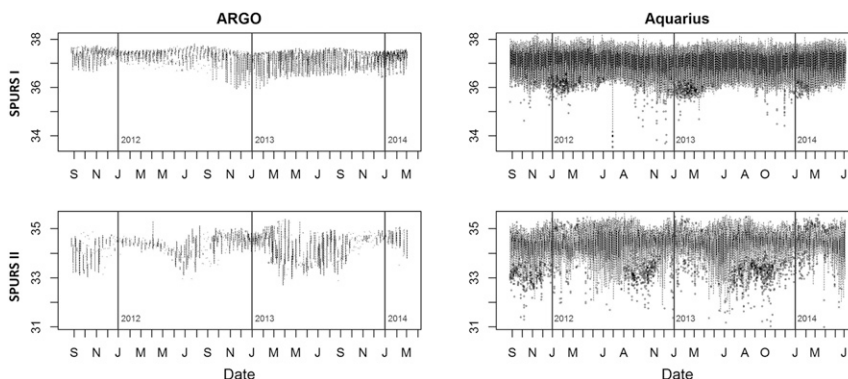 ARGO
Aquarius
SPURS I
38
36
34
2012
2013
2014
S N J M M J S N J M M J S N J M
38
36
34
2012
2013
2014
S N J M J A N J M A O J M J
SPURS II
35
33
31
2012
2013
2014
S N J M M J S N J M M J S N J M
Date
35
33
31
2012
2013
2014
S N J M J A N J M A O J M J
Date